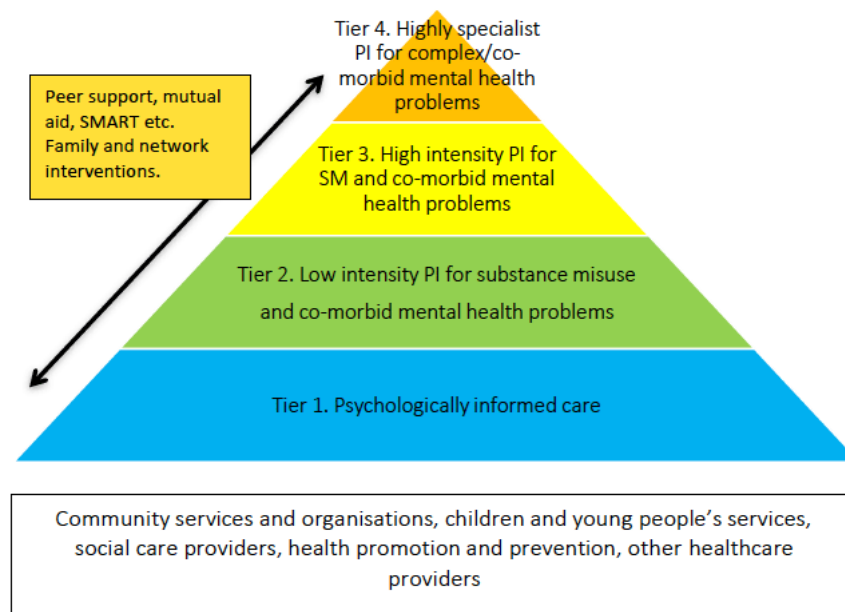 Tier 4. Highly specialist
PI for complex/co-
morbid mental health
problems
Peer support, mutual
aid, SMART etc.
Family and network
interventions.
Tier 3. High intensity PI for
SM and co-morbid mental
health problems
Tier 2. Low intensity PI for substance misuse
and co-morbid mental health problems
Tier 1. Psychologically informed care
Community services and organisations, children and young people’s services,
social care providers, health promotion and prevention, other healthcare
providers